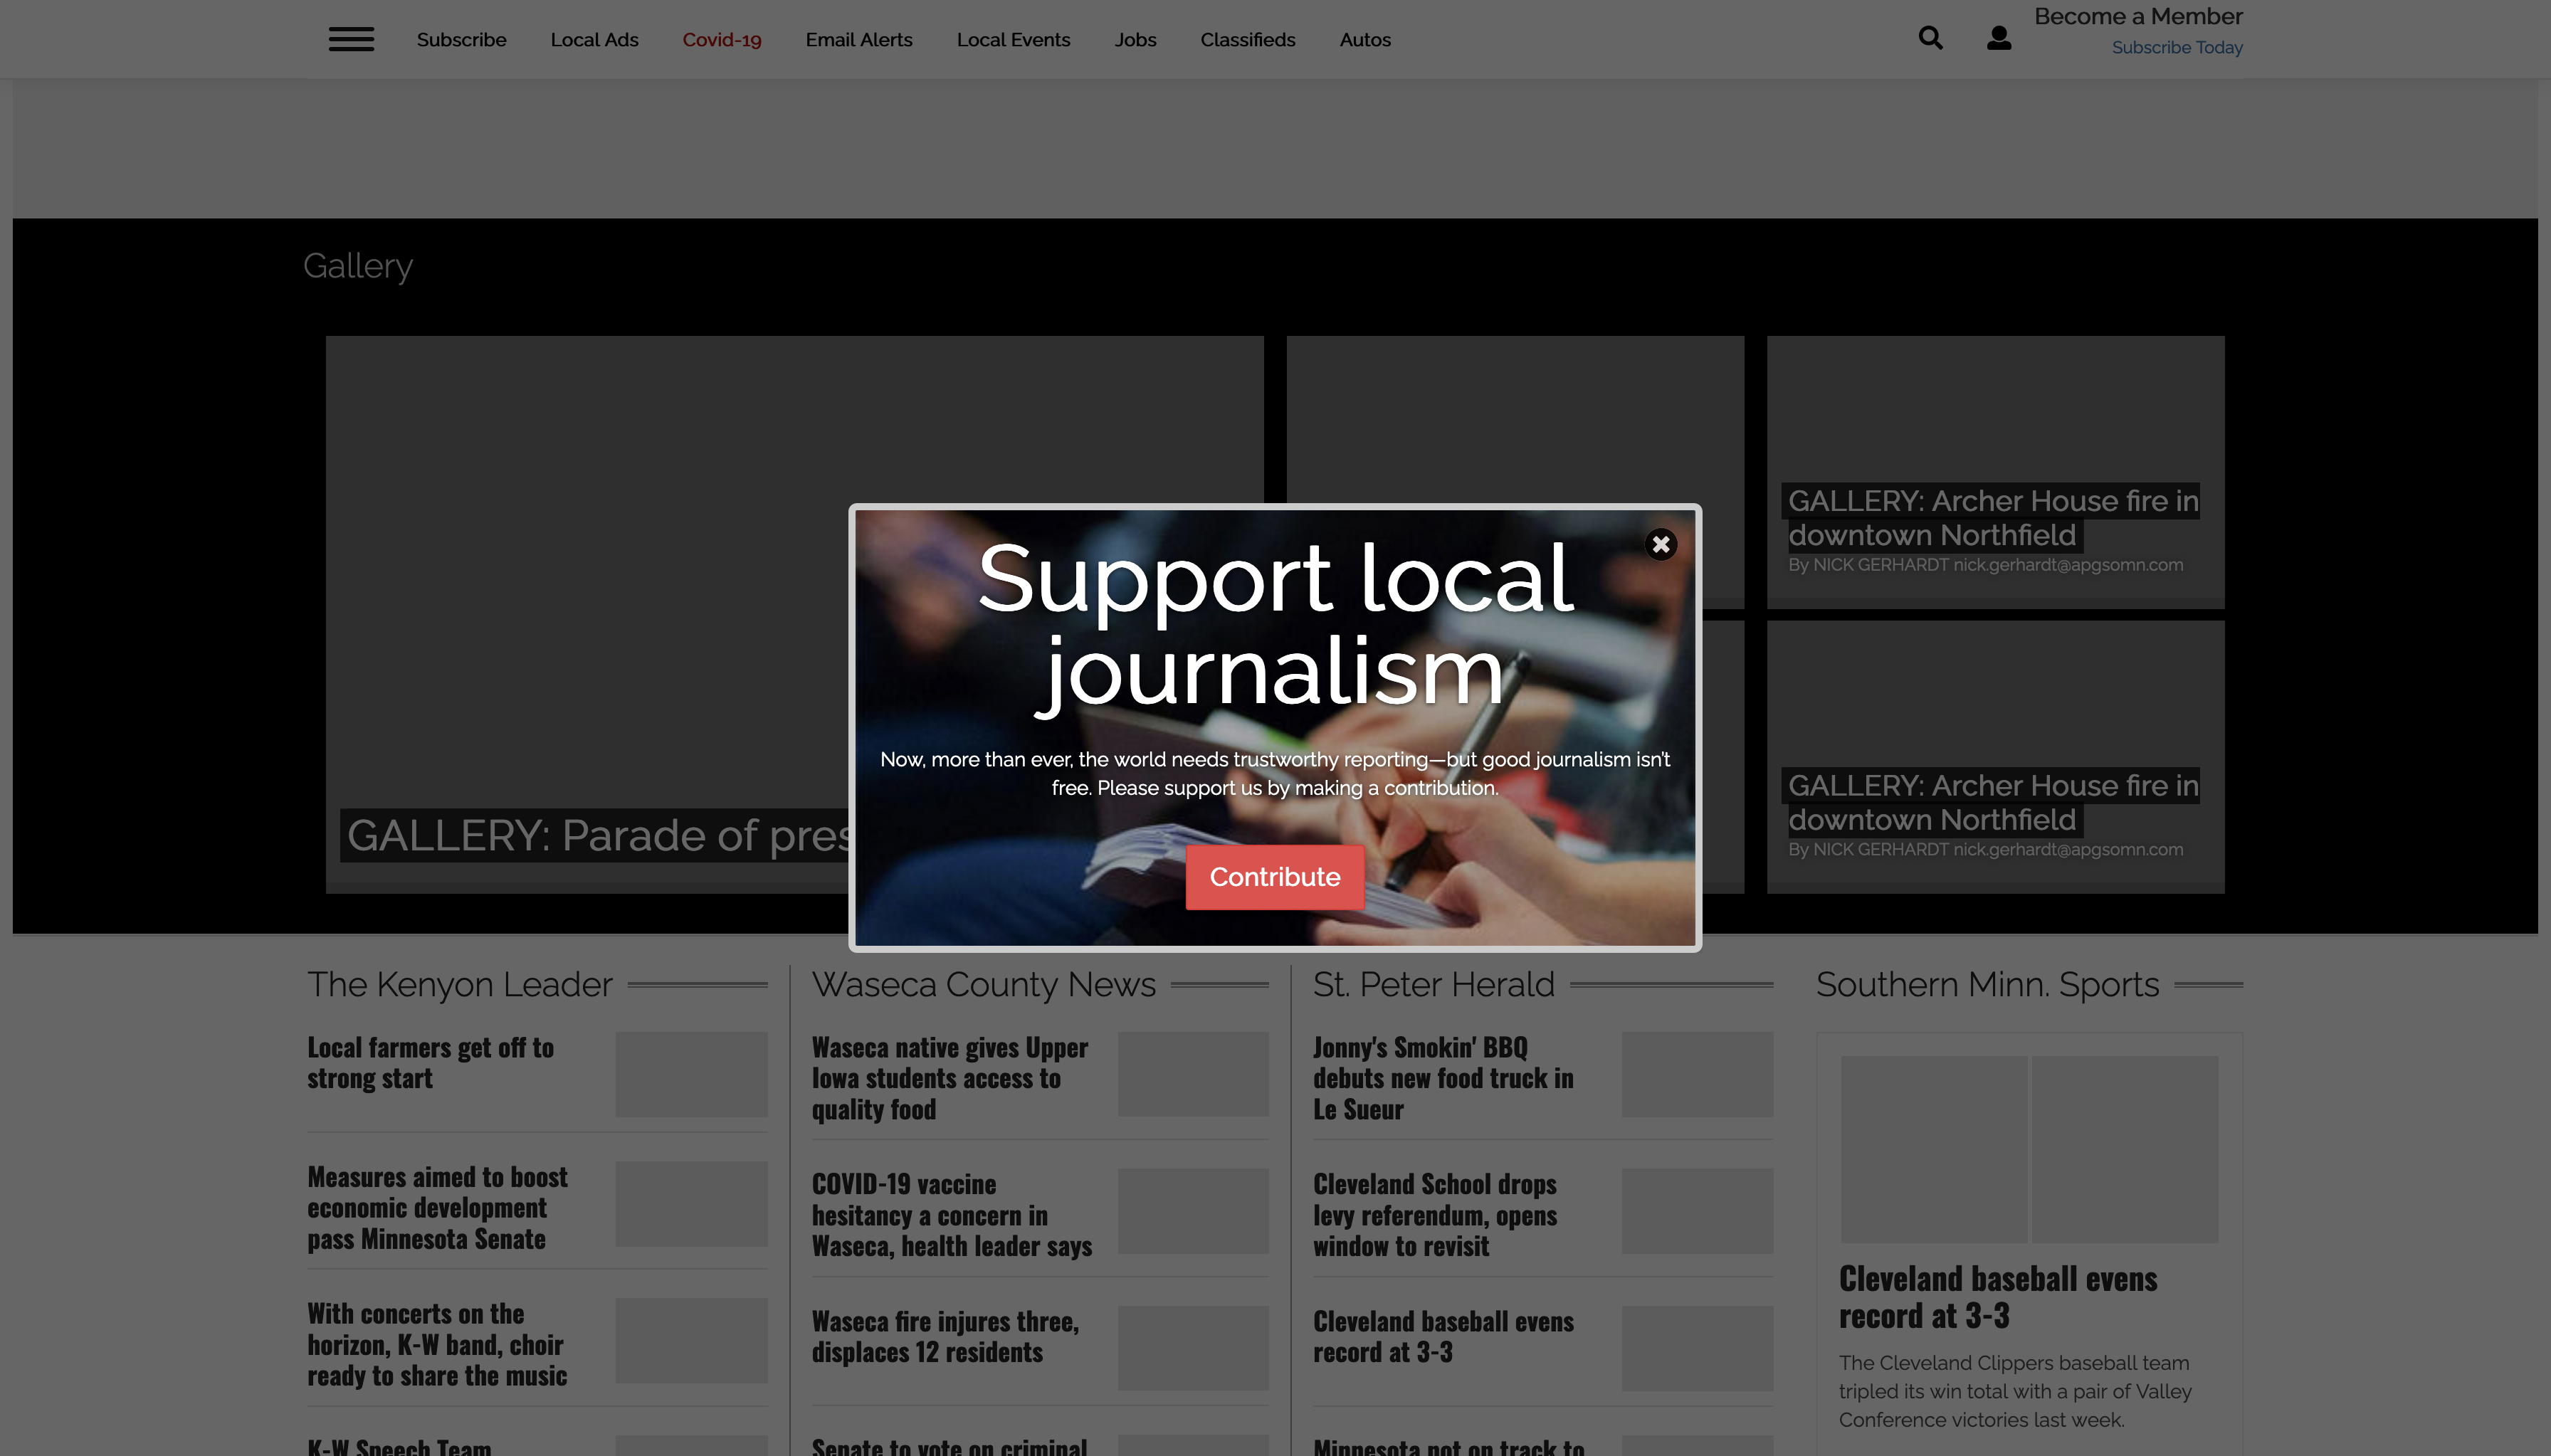 Subscribe
Local Ads
Covid-19
Email Alerts
Local Events
Jobs
Classifieds
Autos
Become a Member
Subscribe Today
Gallery
GALLERY: Parade of
GALLERY: Archer House fire in
downtown Northfield
By NICK GERHARDT nick.gerhardt@apgsomn.com
GALLERY: Archer House fire in
downtown Northfield
By NICK GERHARDT nick.gerhardt@apgsomn.com
Support local
journalism
Now, more than ever, the world needs trustworthy reporting—but good journalism isn't
free. Please support us by making a contribution.
Contribute
The Kenyon Leader
Local farmers get off to
strong start
Measures aimed to boost
economic development
pass Minnesota Senate
With concerts on the
horizon, K-W band, choir
ready to share the music
K-W Speech Team
Waseca County News
Waseca native gives Upper
Iowa students access to
quality food
COVID-19 vaccine
hesitancy a concern in
Waseca, health leader says
Waseca fire injures three,
displaces 12 residents
Senate to vote on criminal
St. Peter Herald
Jonny's Smokin' BBQ
debuts new food truck in
Le Sueur
Cleveland School drops
levy referendum, opens
window to revisit
Cleveland baseball evens
record at 3-3
Minnesota not on track to
Southern Minn. Sports
Cleveland baseball evens
record at 3-3
The Cleveland Clippers baseball team
tripled its win total with a pair of Valley
Conference victories last week.